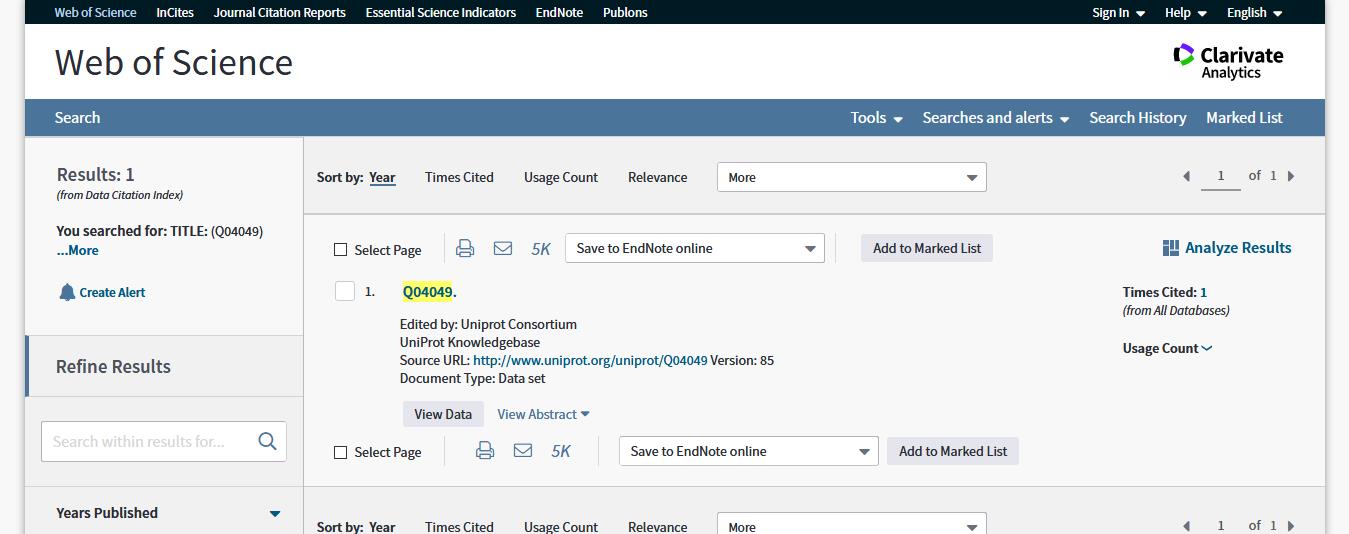 Web of Science InCites Journal Citation Reports Essential Science Indicators EndNote Publons Sign In Help English
Web of Science
Clarivate
Analytics
Search Tools Searches and alerts Search History Marked List
Results: 1
(from Data Citation Index)
You searched for: TITLE: (Q04049)
...More
Create Alert
Refine Results
Search within results for...
Years Published
Sort by: Year Times Cited Usage Count Relevance More 1 of 1
Select Page 5K Save to EndNote online Add to Marked List Analyze Results
1. Q04049.
Edited by: Uniprot Consortium
UniProt Knowledgebase
Source URL: http://www.uniprot.org/uniprot/Q04049 Version: 85
Document Type: Data set
View Data View Abstract
Times Cited: 1
(from All Databases)
Usage Count
Select Page 5K Save to EndNote online Add to Marked List
Sort by: Year Times Cited Usage Count Relevance More 1 of 1